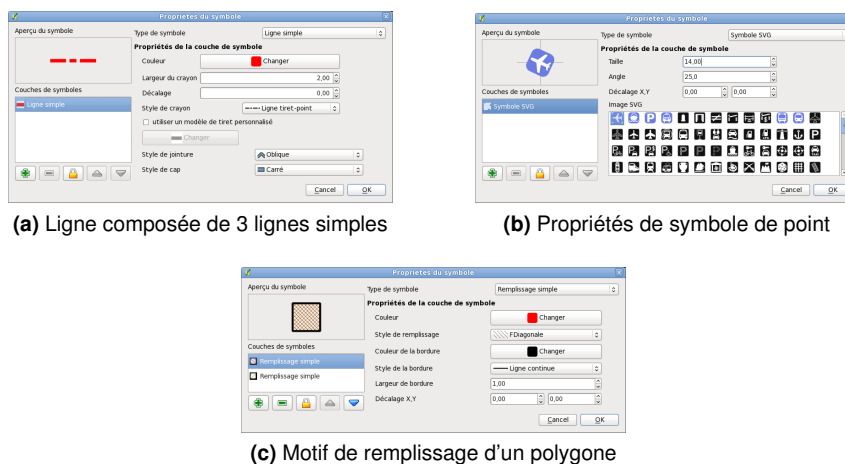 Propriétés du symbole
Aperçu du symbole
Type de symbole
Ligne simple
Propriétés de la couche de symbole
Couleur
Changer
Largeur du crayon
2,00
Décalage
0,00
Couches de symboles
Ligne simple
Style de crayon
Ligne tiret-point
utiliser un modèle de tiret personnalisé
Changer
Style de jointure
Oblique
Style de cap
Carré
Cancel
OK
(a) Ligne composée de 3 lignes simples
Propriétés du symbole
Aperçu du symbole
Type de symbole
Symbole SVG
Propriétés de la couche de symbole
Taille
14,00
Angle
25,0
Décalage X,Y
0,00
0,00
Couches de symboles
Symbole SVG
Image SVG
Cancel
OK
(b) Propriétés de symbole de point
Propriétés du symbole
Aperçu du symbole
Type de symbole
Remplissage simple
Propriétés de la couche de symbole
Couleur
Changer
Style de remplissage
FDiagonale
Couches de symboles
Remplissage simple
Remplissage simple
Couleur de la bordure
Changer
Style de la bordure
Ligne continue
Largeur de bordure
1,00
Décalage X,Y
0,00
0,00
Cancel
OK
(c) Motif de remplissage d'un polygone